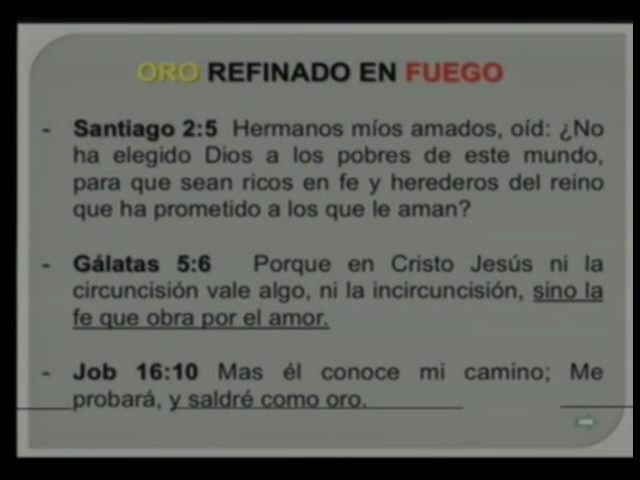 ORO REFINADO EN FUEGO
- Santiago 2:5 Hermanos míos amados, oíd: ¿No
ha elegido Dios a los pobres de este mundo,
para que sean ricos en fe y herederos del reino
que ha prometido a los que le aman?
- Gálatas 5:6 Porque en Cristo Jesús ni la
circuncisión vale algo, ni la incircuncisión, sino la
fe que obra por el amor.
- Job 16:10 Mas él conoce mi camino; Me
probará, y saldré como oro.